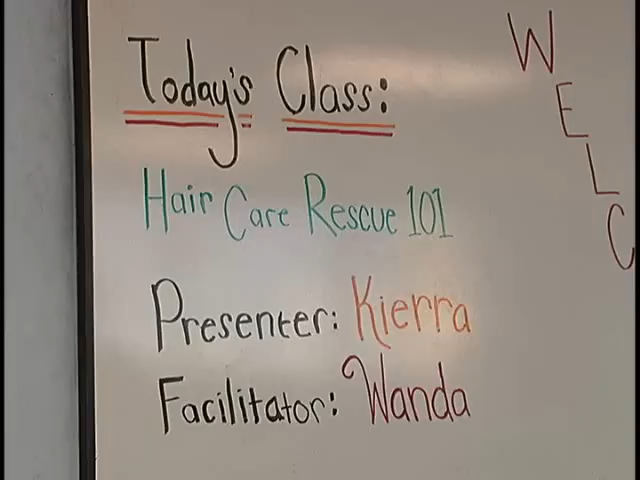 Today's Class:
Hair Care Rescue 101
Presenter: Kierra
Facilitator: Wanda
W
E
L
C